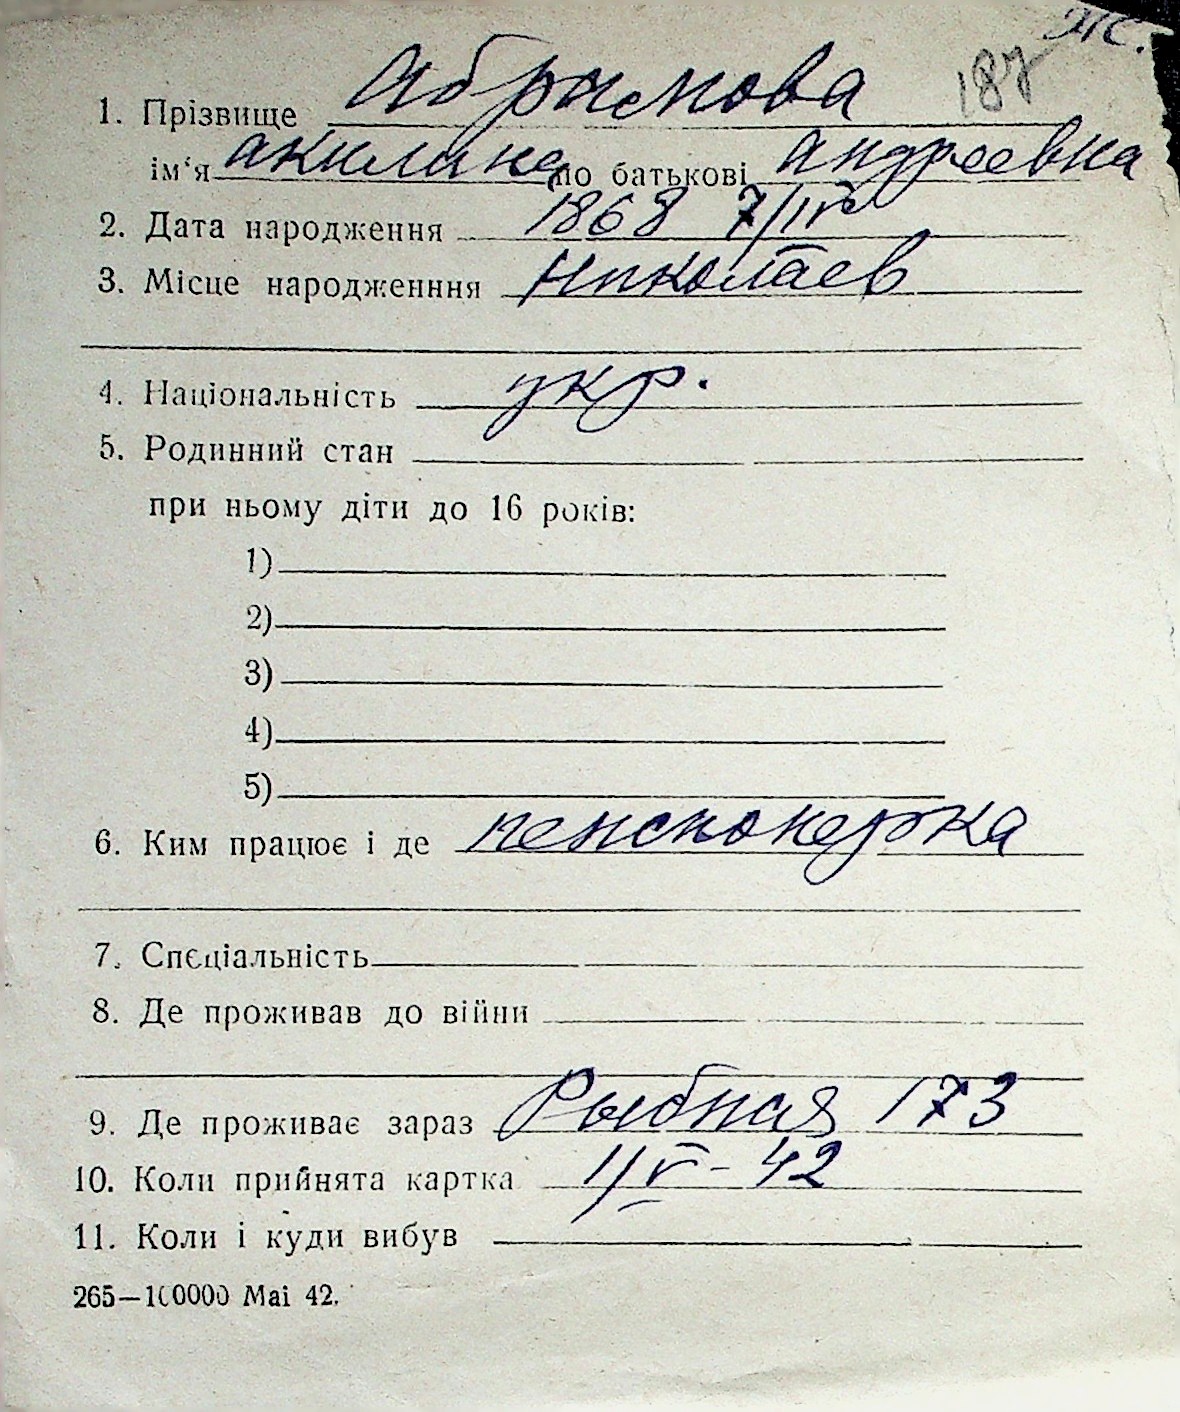 Ж.
187
1. Прізвище Абрамова
ім‘я Акилина по батькові Андреевна
2. Дата народження 1868 7/IV
3. Місце народженння Николаев
4. Національність укр.
5. Родинний стан
при ньому діти до 16 років:
1)
2)
3)
4)
5)
6. Ким працює і де пенсионерка
7. Спєціальність
8. Де проживав до війни
9. Де проживає зараз Рыбная 173
10. Коли прийнята картка 1/V-42
11. Коли і куди вибув
265—100000 Mai 42.